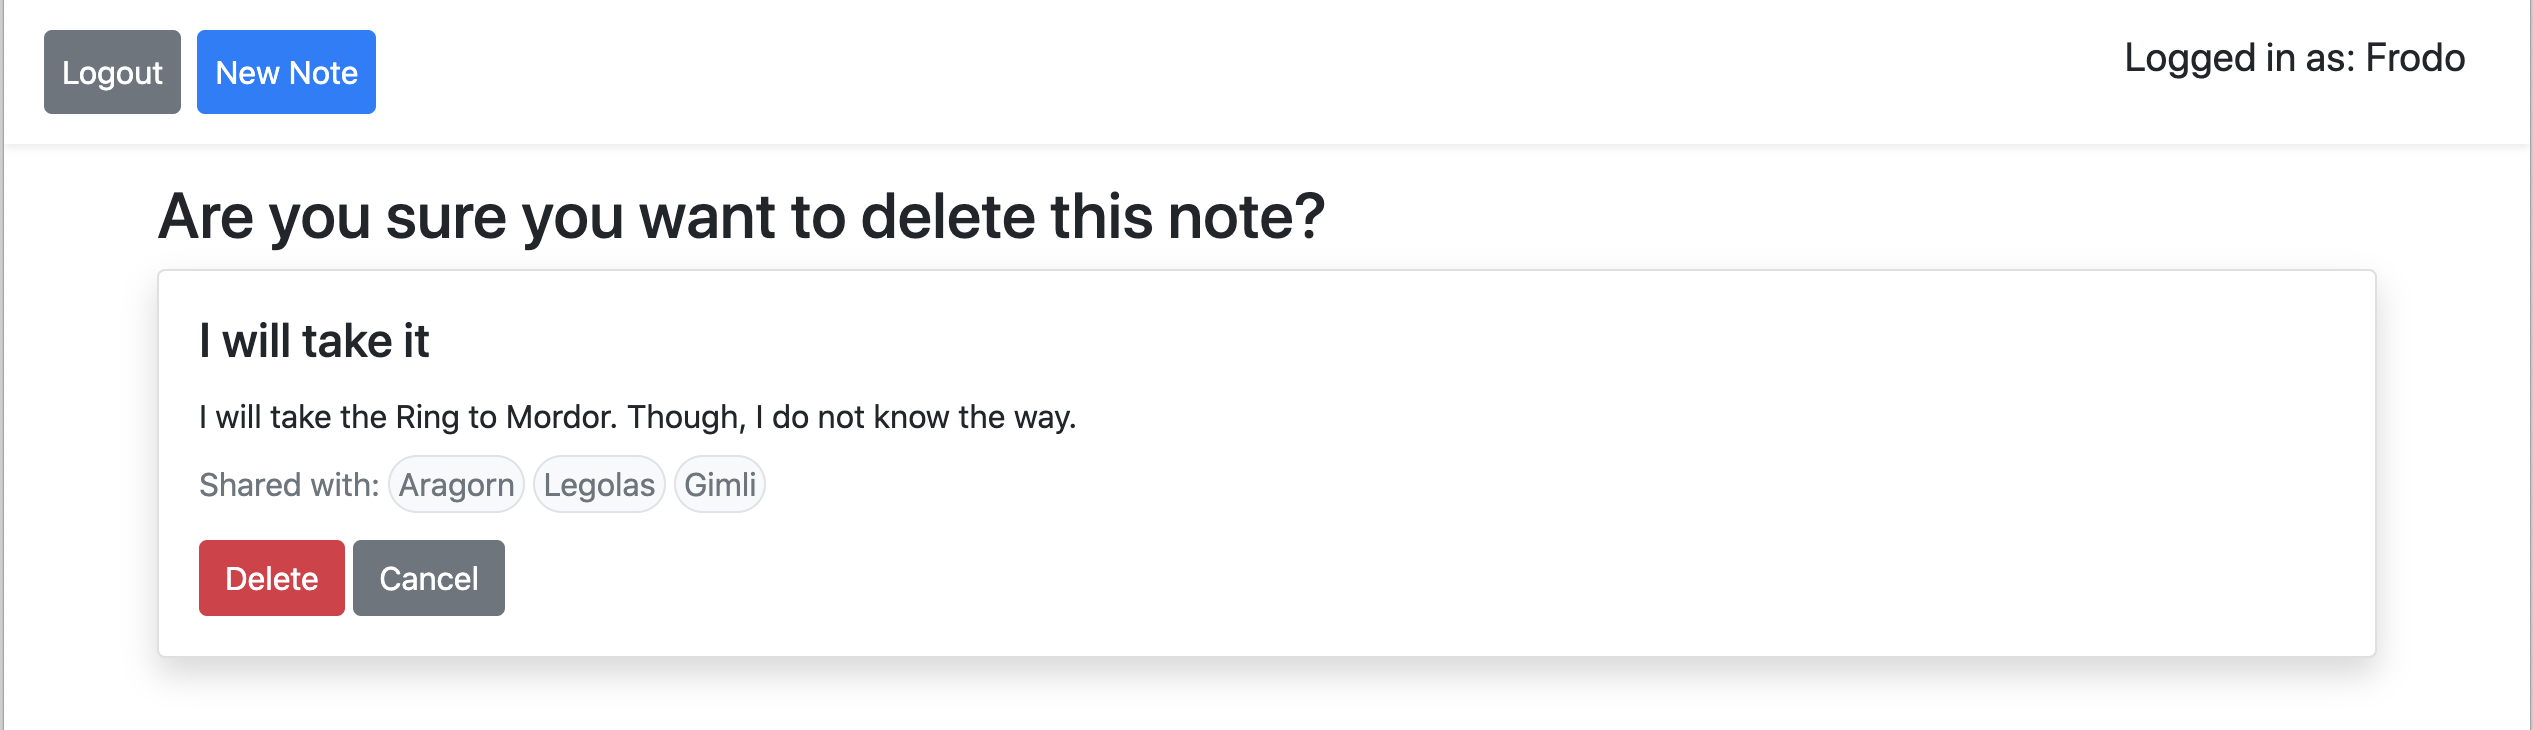 Logout New Note Logged in as: Frodo
Are you sure you want to delete this note?
I will take it
I will take the Ring to Mordor. Though, I do not know the way.
Shared with: Aragorn Legolas Gimli
Delete Cancel